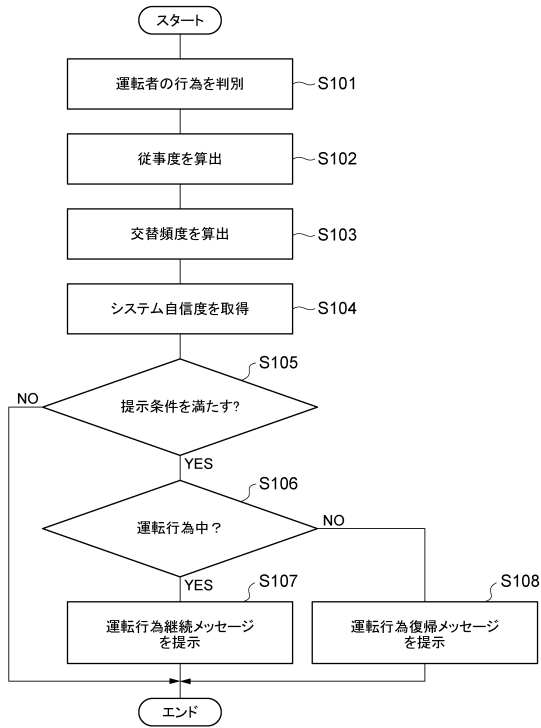 スタート
運転者の行為を判別
S101
従事度を算出
S102
交替頻度を算出
S103
システム自信度を取得
S104
S105
NO
提示条件を満たす?
YES
S106
運転行為中？
NO
YES
S107
S108
運転行為継続メッセージ
を提示
運転行為復帰メッセージ
を提示
エンド